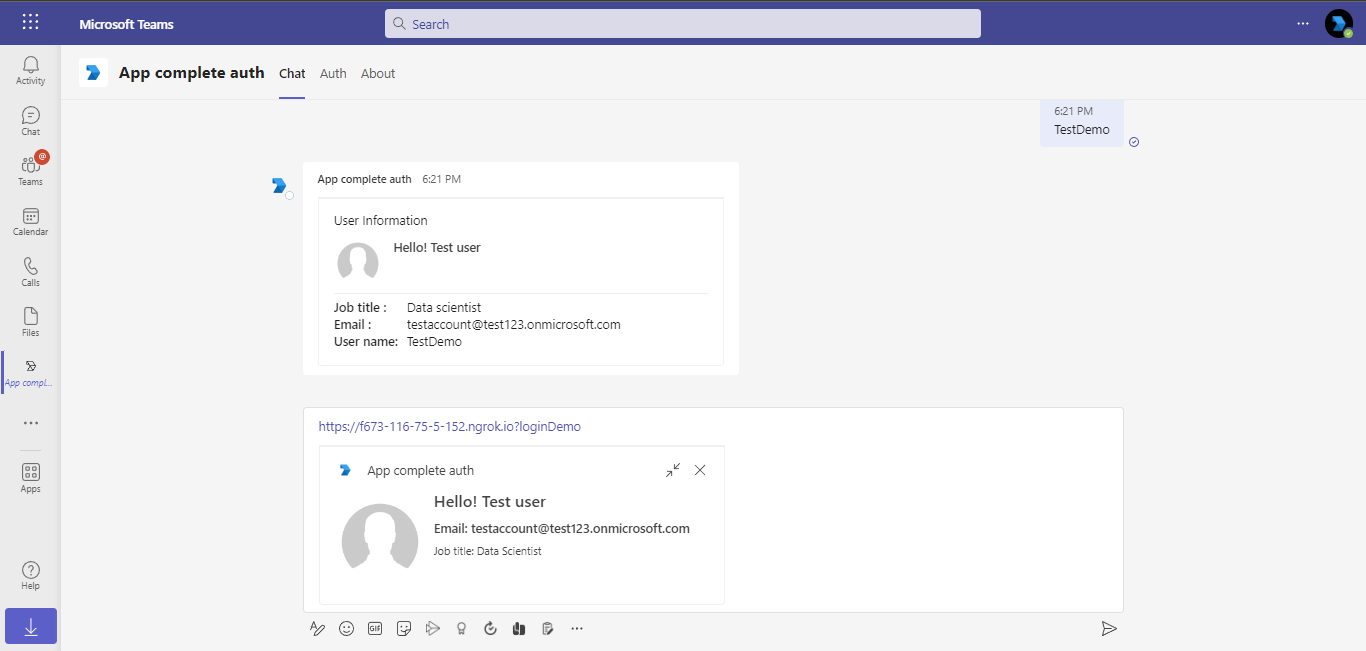 Microsoft Teams
Search
Activity
Chat
Teams
Calendar
Calls
Files
App compl...
Apps
Help
App complete auth
Chat Auth About
6:21 PM
TestDemo
App complete auth 6:21 PM
User Information
Hello! Test user
Job title : Data scientist
Email : testaccount@test123.onmicrosoft.com
User name: TestDemo
https://f673-116-75-5-152.ngrok.io?loginDemo
App complete auth
Hello! Test user
Email: testaccount@test123.onmicrosoft.com
Job title: Data Scientist
GIF